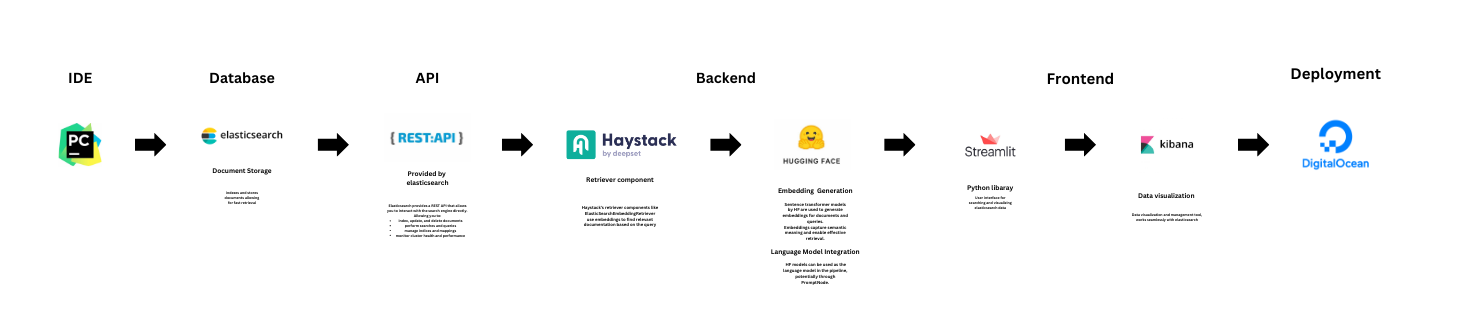 IDE
PC
Database
elasticsearch
Document Storage
Indexes and stores
documents allowing
for fast retrieval
API
{ REST:API }
Provided by
elasticsearch
Elasticsearch provides a REST API that allows
you to interact with the search engine directly.
Allowing you to:
• index, update, and delete documents
• perform searches and queries
• manage indices and mappings
• monitor cluster health and performance
Backend
Haystack
by deepset
Retriever component
Haystack's retriever components like
ElasticSearchEmbeddingRetriever
use embeddings to find relevant
documentation based on the query
HUGGING FACE
Embedding Generation
Sentence transformer models
by HF are used to generate
embeddings for documents and
queries.
Embeddings capture semantic
meaning and enable effective
retrieval.
Language Model Integration
HF models can be used as the
language model in the pipeline,
potentially through
PromptNode.
Frontend
Streamlit
Python libaray
User interface for
searching and visualizing
elasticsearch data
kibana
Data visualization
Data visualization and management tool,
works seamlessly with elasticsearch
Deployment
DigitalOcean